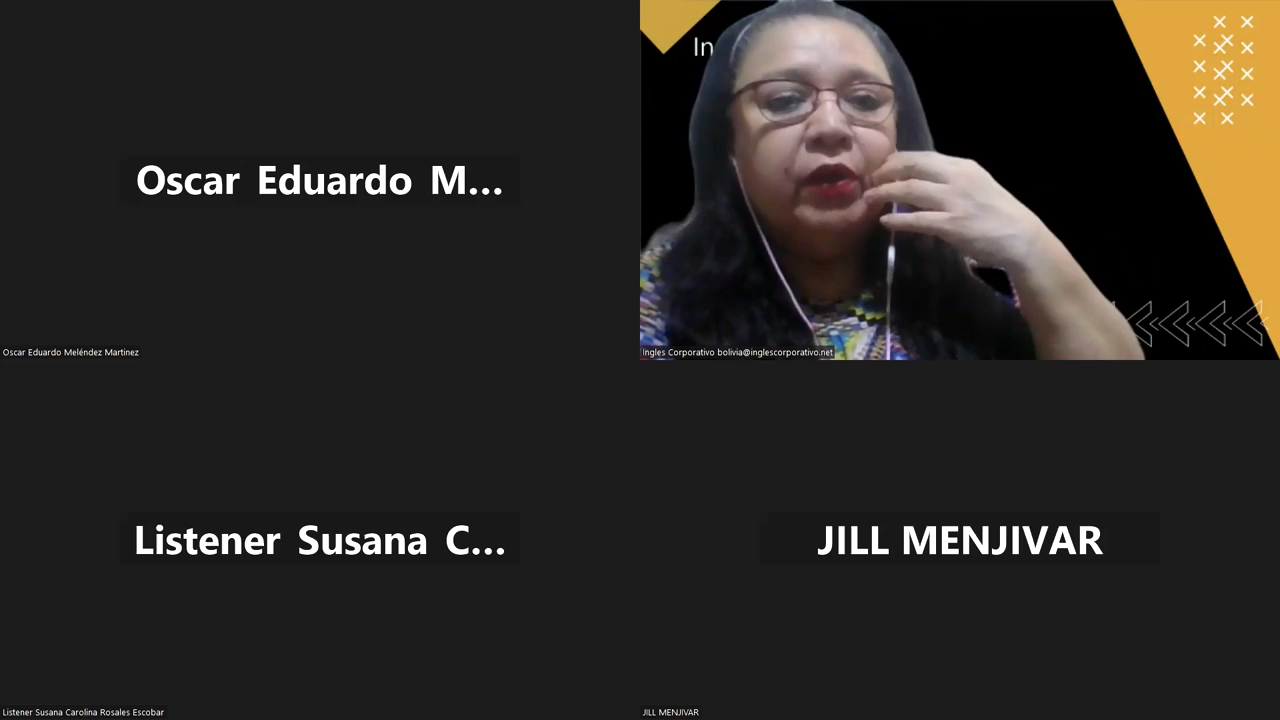 Oscar Eduardo M...
In
Oscar Eduardo Meléndez Martinez
Ingles Corporativo bolivia@inglescorporativo.net
Listener Susana C...
JILL MENJIVAR
Listener Susana Carolina Rosales Escobar
JILL MENJIVAR